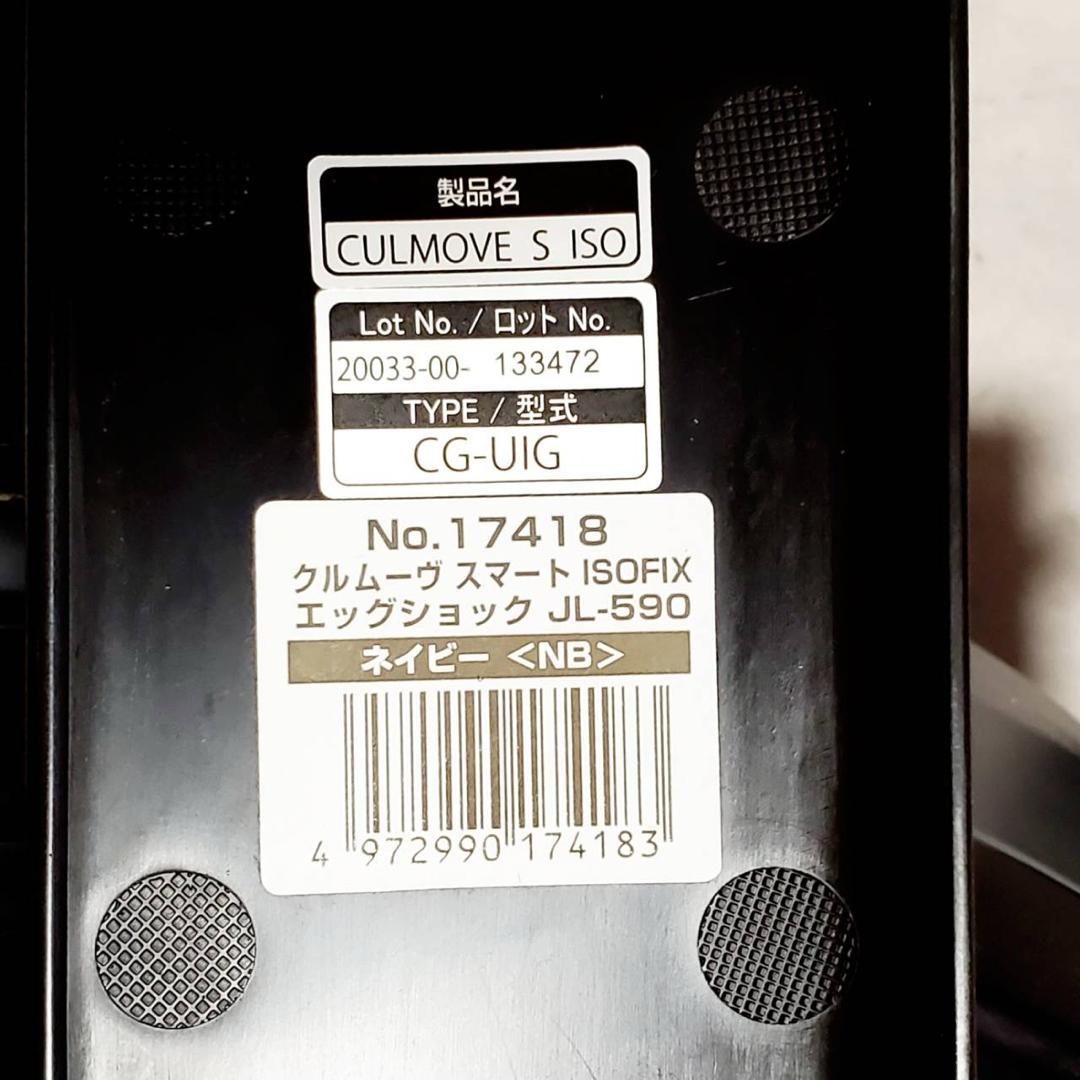 製品名
CULMOVE S ISO
Lot No. / ロット No.
20033-00- 133472
TYPE / 型式
CG-UIG
No.17418
クルムーヴ スマート ISOFIX
エッグショック JL-590
ネイビー <NB>
4 972990 174183